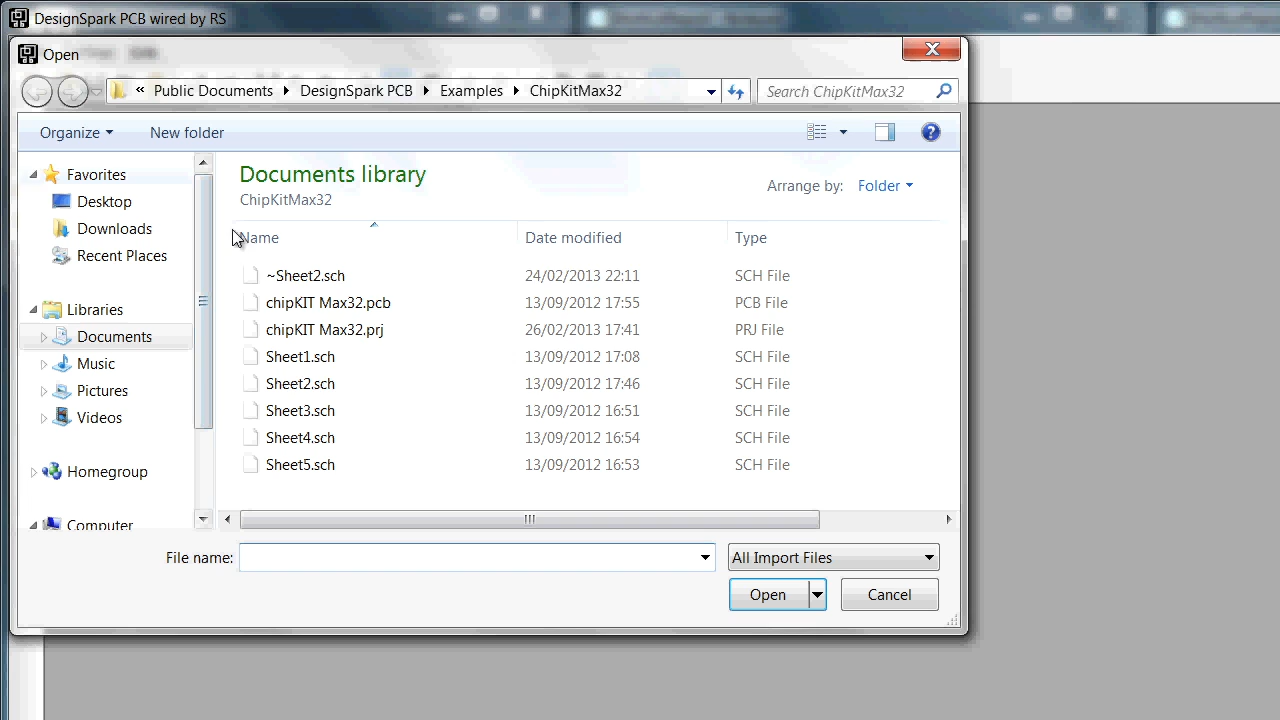 DesignSpark PCB wired by RS
Open
« Public Documents DesignSpark PCB Examples ChipKitMax32 Search ChipKitMax32
Organize New folder
Favorites
Desktop
Downloads
Recent Places
Libraries
Documents
Music
Pictures
Videos
Homegroup
Computer
Documents library
ChipKitMax32
Arrange by: Folder
Name Date modified Type
~Sheet2.sch 24/02/2013 22:11 SCH File
chipKIT Max32.pcb 13/09/2012 17:55 PCB File
chipKIT Max32.prj 26/02/2013 17:41 PRJ File
Sheet1.sch 13/09/2012 17:08 SCH File
Sheet2.sch 13/09/2012 17:46 SCH File
Sheet3.sch 13/09/2012 16:51 SCH File
Sheet4.sch 13/09/2012 16:54 SCH File
Sheet5.sch 13/09/2012 16:53 SCH File
File name: All Import Files
Open Cancel